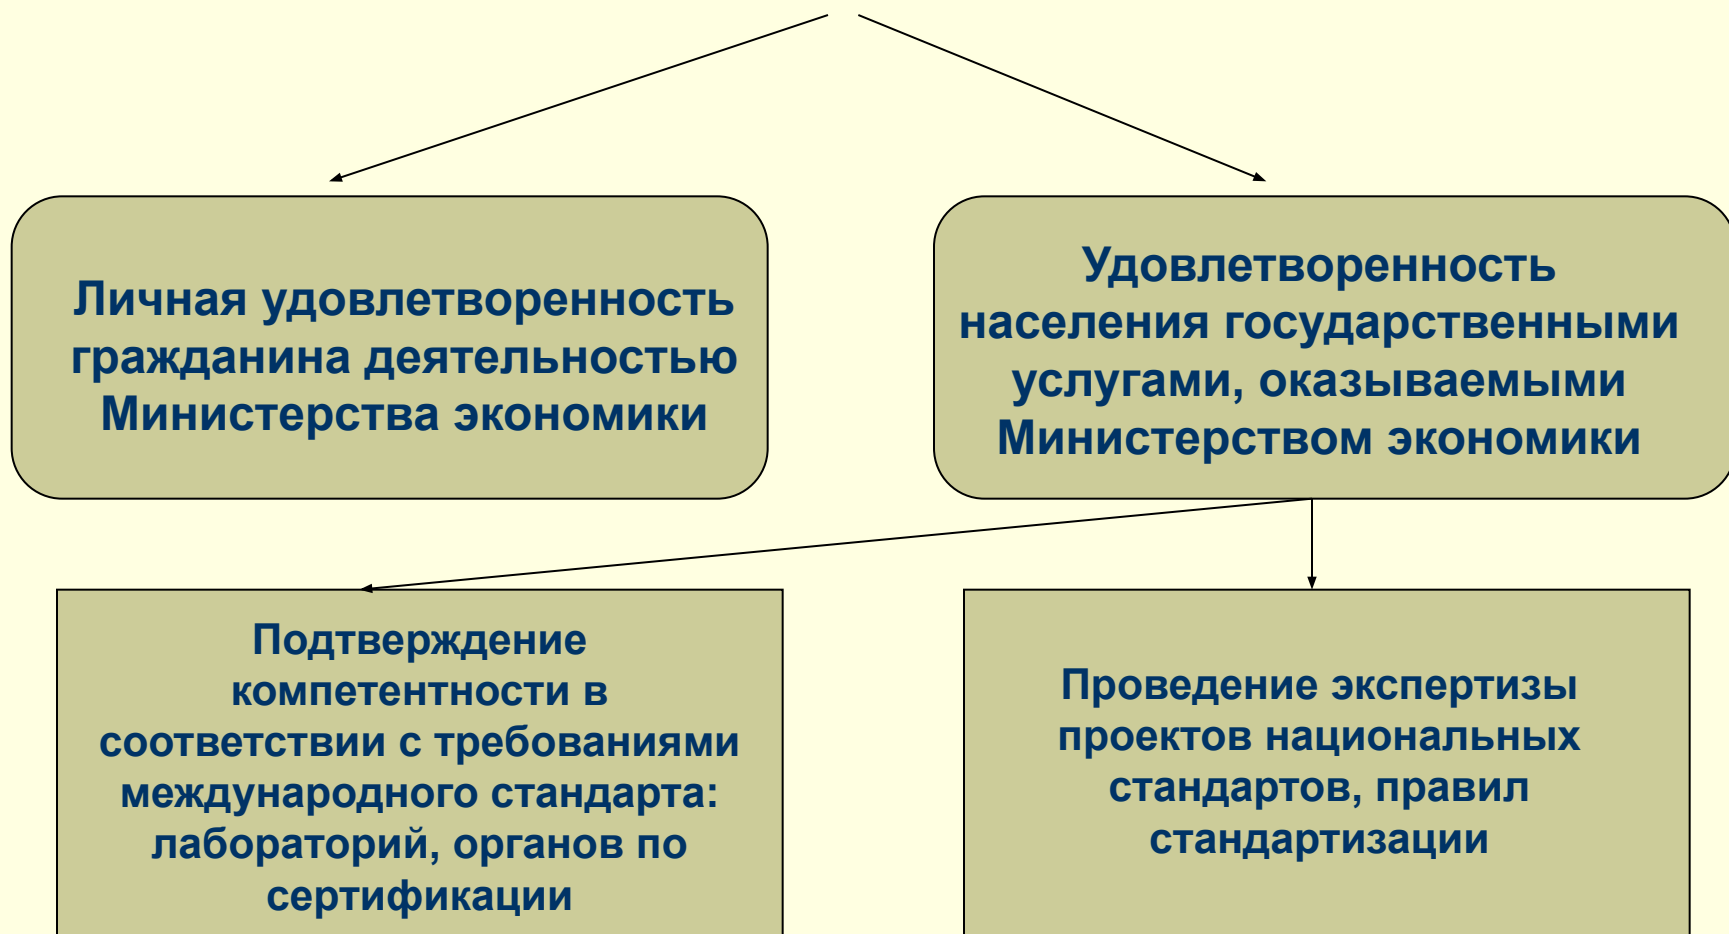 Личная удовлетворенность
гражданина деятельностью
Министерства экономики
Удовлетворенность
населения государственными
услугами, оказываемыми
Министерством экономики
Подтверждение
компетентности в
соответствии с требованиями
международного стандарта:
лабораторий, органов по
сертификации
Проведение экспертизы
проектов национальных
стандартов, правил
стандартизации